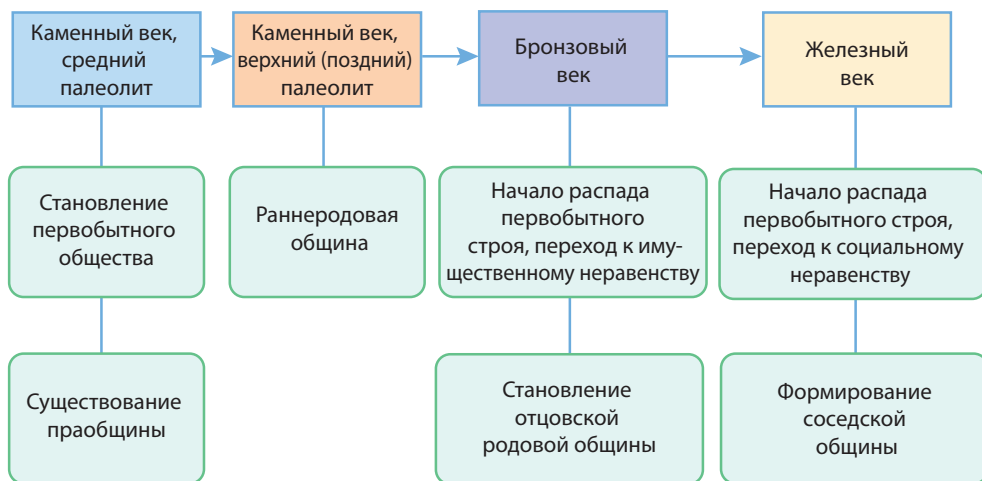 Каменный век,
средний
палеолит
Каменный век,
верхний (поздний)
палеолит
Бронзовый
век
Железный
век
Становление
первобытного
общества
Раннеродовая
община
Начало распада
первобытного
строя, переход к иму-
щественному неравенству
Начало распада
первобытного строя,
переход к социальному
неравенству
Существование
праобщины
Становление
отцовской
родовой общины
Формирование
соседской
общины